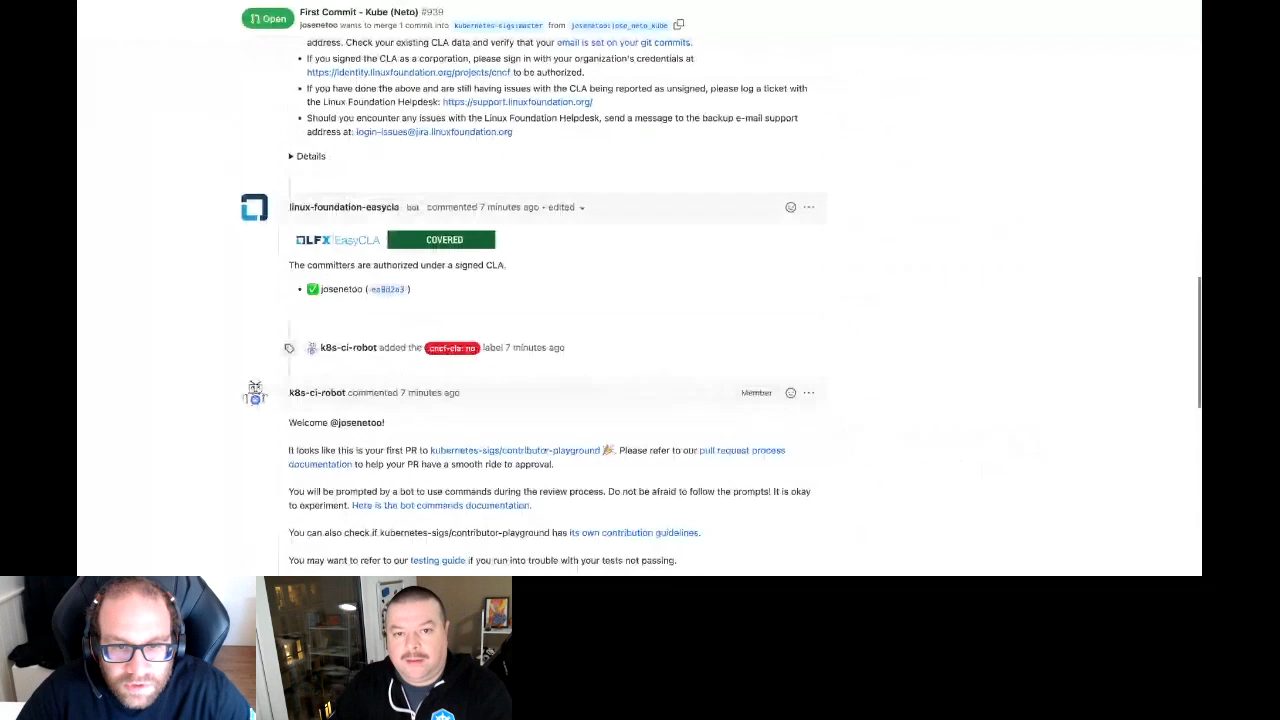 Open
First Commit - Kube (Neto) #939
josenetoo wants to merge 1 commit into kubernetes-sigs:master from josenetoo:jose_neto_kube
address. Check your existing CLA data and verify that your email is set on your git commits.
• If you signed the CLA as a corporation, please sign in with your organization's credentials at
https://identity.linuxfoundation.org/projects/cncf to be authorized.
• If you have done the above and are still having issues with the CLA being reported as unsigned, please log a ticket with
the Linux Foundation Helpdesk: https://support.linuxfoundation.org/
• Should you encounter any issues with the Linux Foundation Helpdesk, send a message to the backup e-mail support
address at: login-issues@jira.linuxfoundation.org
Details
linux-foundation-easycla bot commented 7 minutes ago • edited
LFX EasyCLA COVERED
The committers are authorized under a signed CLA.
• ✅ josenetoo ( )
k8s-ci-robot added the cncf-cla: no label 7 minutes ago
k8s-ci-robot commented 7 minutes ago Member
Welcome @josenetoo!
It looks like this is your first PR to kubernetes-sigs/contributor-playground 🎉. Please refer to our pull request process
documentation to help your PR have a smooth ride to approval.
You will be prompted by a bot to use commands during the review process. Do not be afraid to follow the prompts! It is okay
to experiment. Here is the bot commands documentation.
You can also check if kubernetes-sigs/contributor-playground has its own contribution guidelines.
You may want to refer to our testing guide if you run into trouble with your tests not passing.